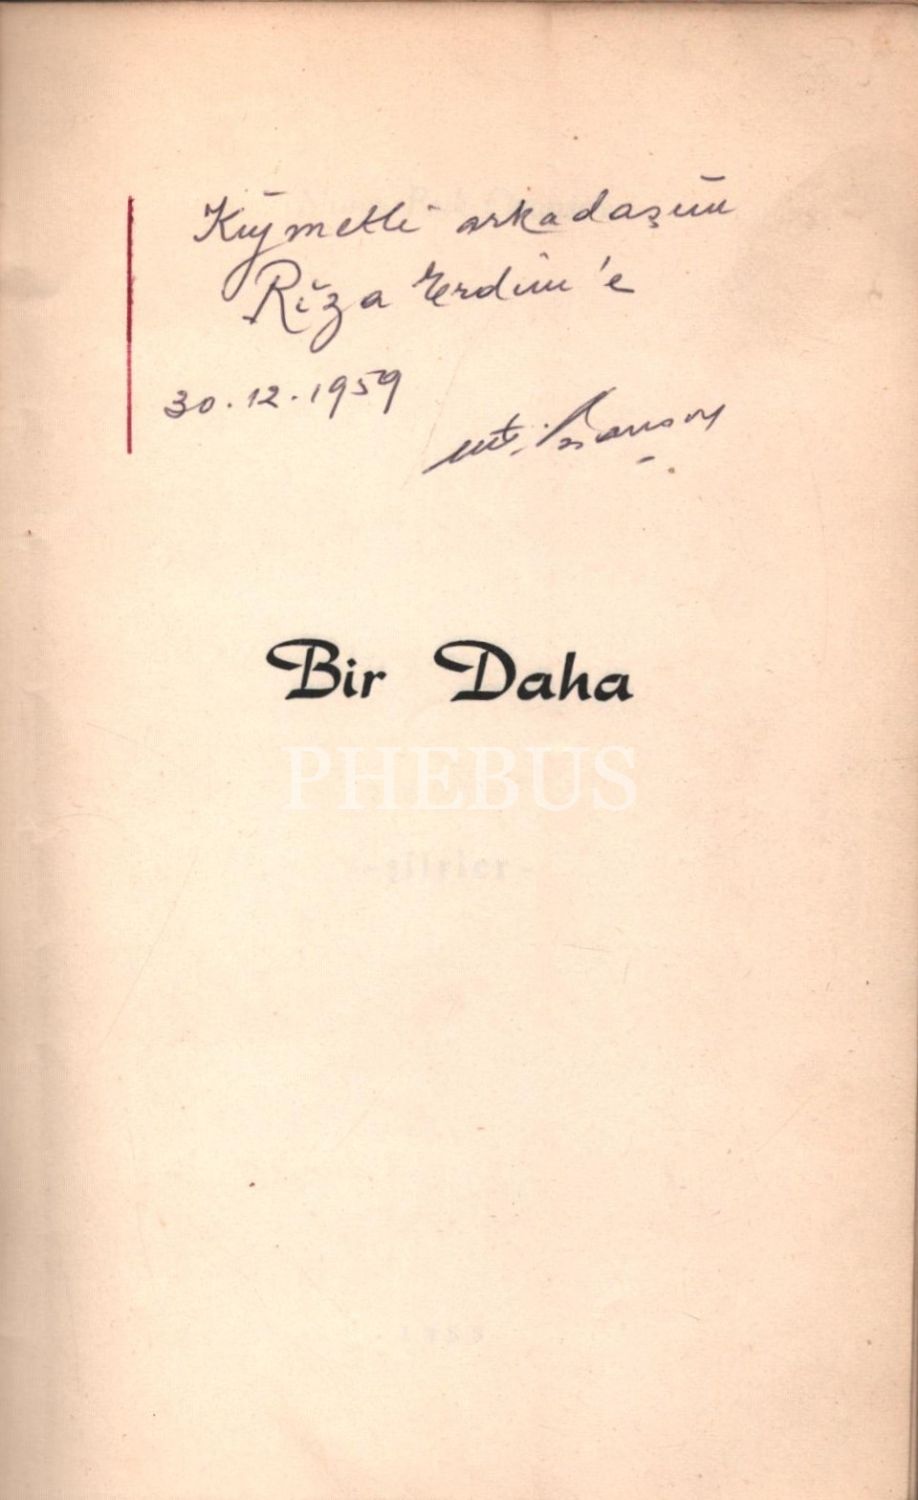 Kıymetli arkadaşım
Rıza Erdim'e
30.12.1959
Bir Daha
PHEBUS
-şiirler-